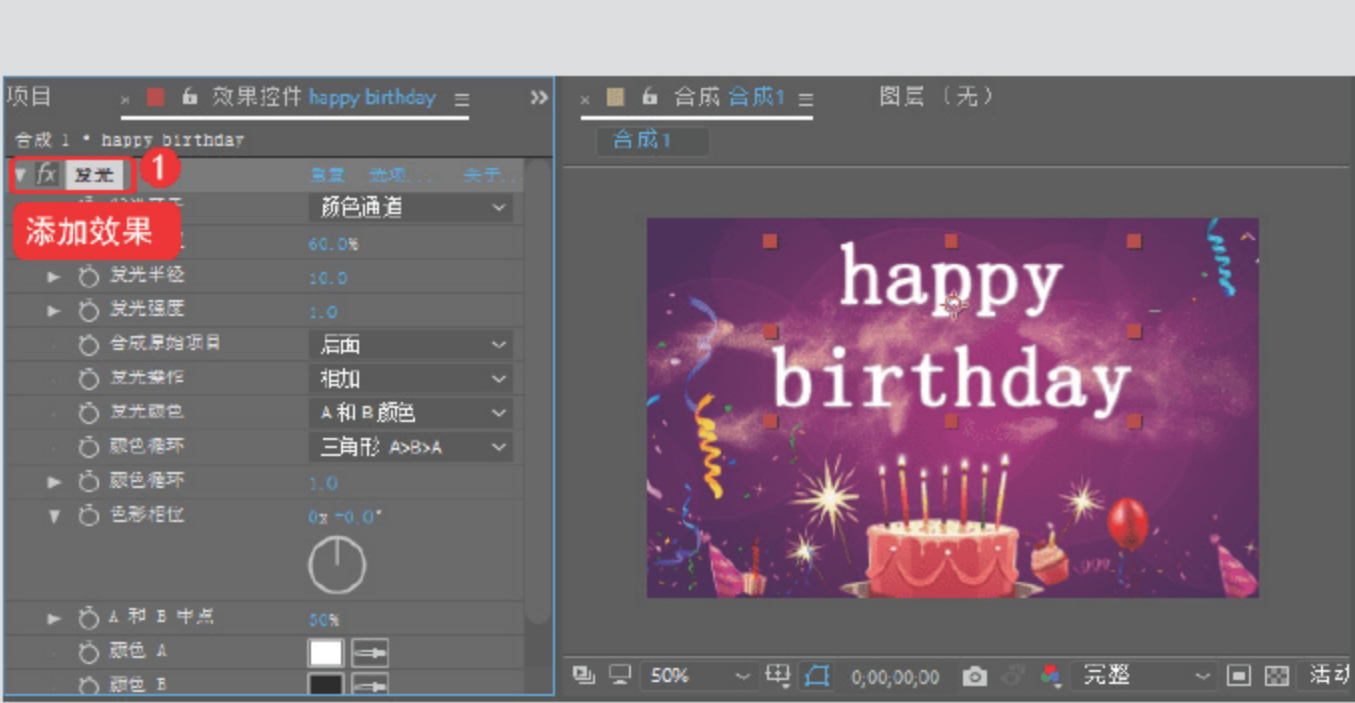 项目
× 效果控件 happy birthday ≡ »
× 合成 合成1 ≡
图层 (无)
合成 1 * happy birthday
合成1
fx 发光
1
重置 选项... 关于...
颜色通道
添加效果
60.0%
发光半径 10.0
发光强度 1.0
合成原始项目 后面
发光操作 相加
发光颜色 A 和 B 颜色
颜色循环 三角形 A>B>A
颜色循环 1.0
色彩相位 0x +0.0°
A 和 B 中点 50%
颜色 A
颜色 B
happy
birthday
50% 0;00;00;00 完整 活动